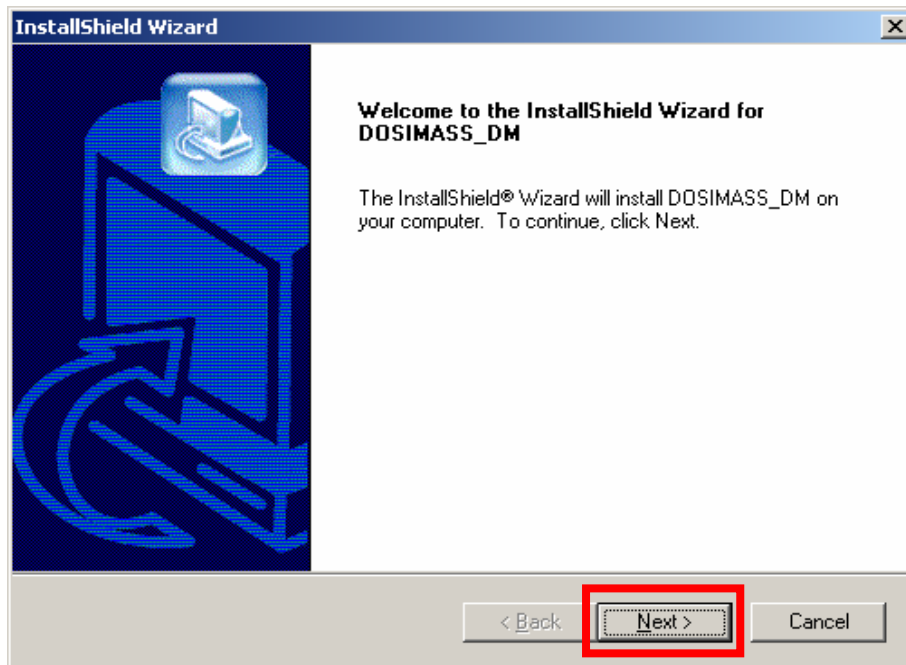 InstallShield Wizard
Welcome to the InstallShield Wizard for
DOSIMASS_DM
The InstallShield® Wizard will install DOSIMASS_DM on
your computer. To continue, click Next.
< Back
Next >
Cancel